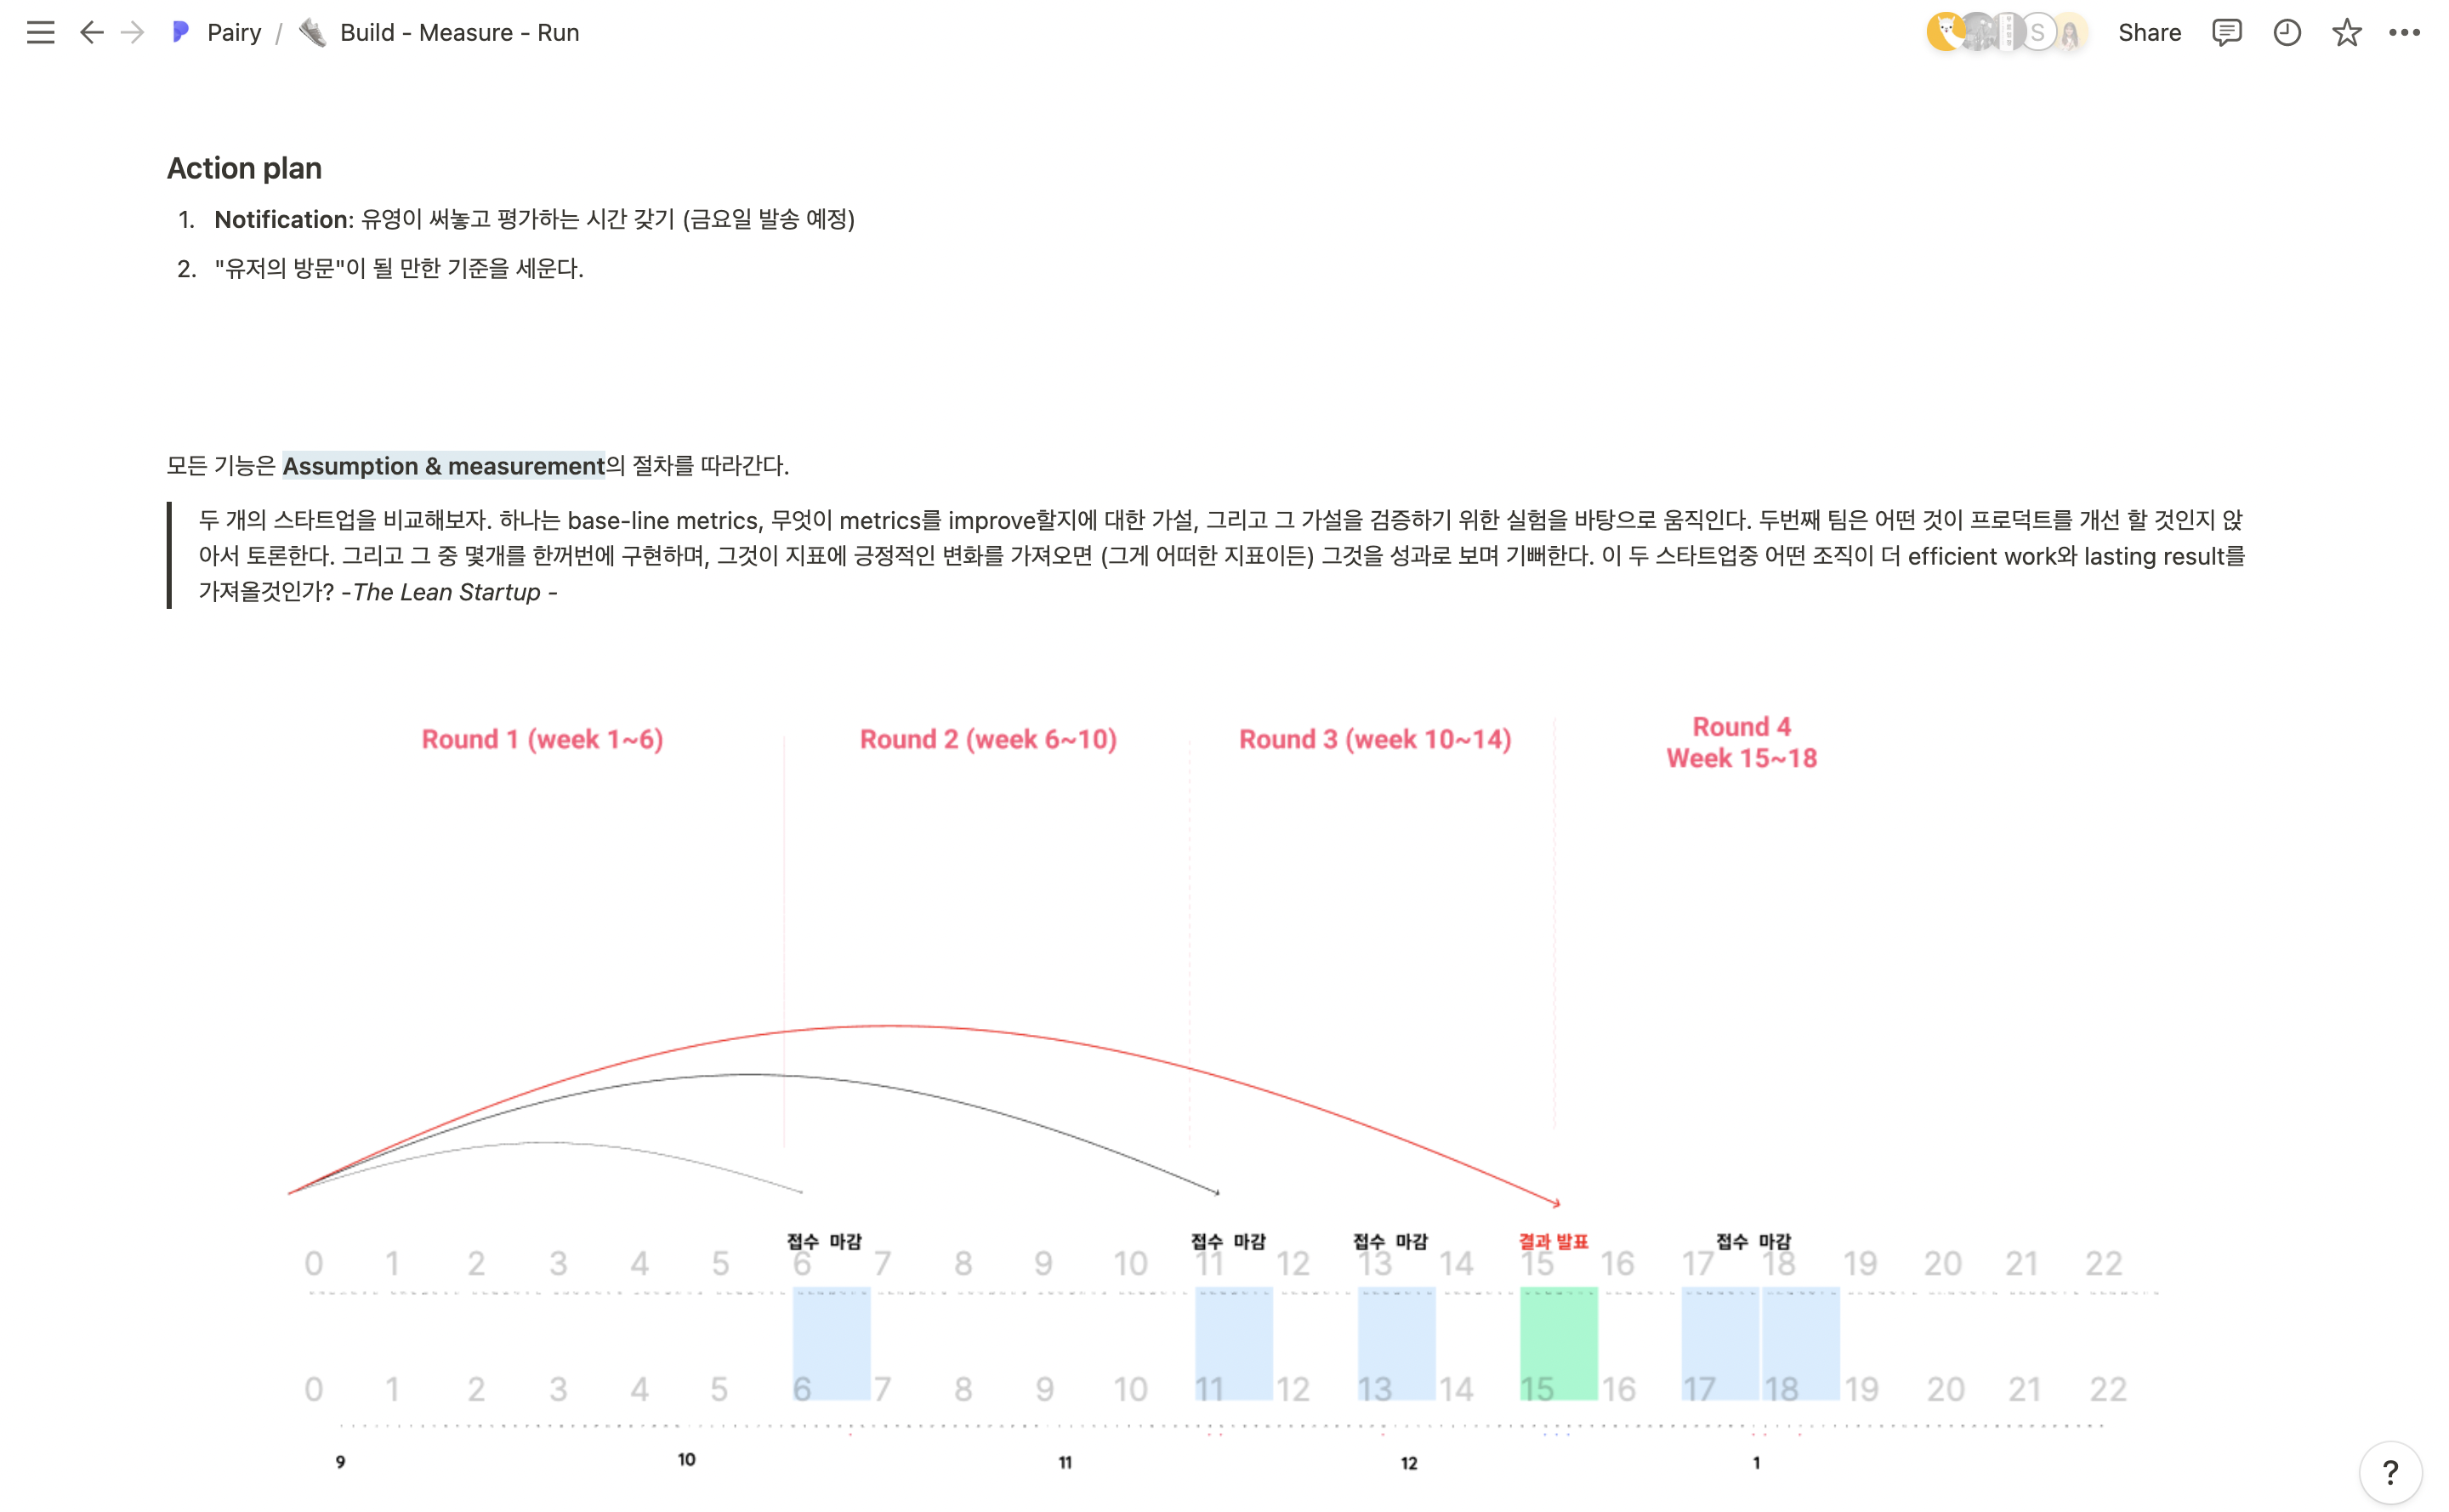 Pairy / Build - Measure - Run
S
Share
Action plan
1. Notification: 유영이 써놓고 평가하는 시간 갖기 (금요일 발송 예정)
2. "유저의 방문"이 될 만한 기준을 세운다.
모든 기능은 Assumption & measurement의 절차를 따라간다.
두 개의 스타트업을 비교해보자. 하나는 base-line metrics, 무엇이 metrics를 improve할지에 대한 가설, 그리고 그 가설을 검증하기 위한 실험을 바탕으로 움직인다. 두번째 팀은 어떤 것이 프로덕트를 개선 할 것인지 앉
아서 토론한다. 그리고 그 중 몇개를 한꺼번에 구현하며, 그것이 지표에 긍정적인 변화를 가져오면 (그게 어떠한 지표이든) 그것을 성과로 보며 기뻐한다. 이 두 스타트업중 어떤 조직이 더 efficient work와 lasting result를
가져올것인가? -The Lean Startup -
Round 1 (week 1~6)
Round 2 (week 6~10)
Round 3 (week 10~14)
Round 4
Week 15~18
접수 마감 접수 마감 접수 마감 결과 발표 접수 마감
0 1 2 3 4 5 6 7 8 9 10 11 12 13 14 15 16 17 18 19 20 21 22
0 1 2 3 4 5 6 7 8 9 10 11 12 13 14 15 16 17 18 19 20 21 22
9 10 11 12 1
?